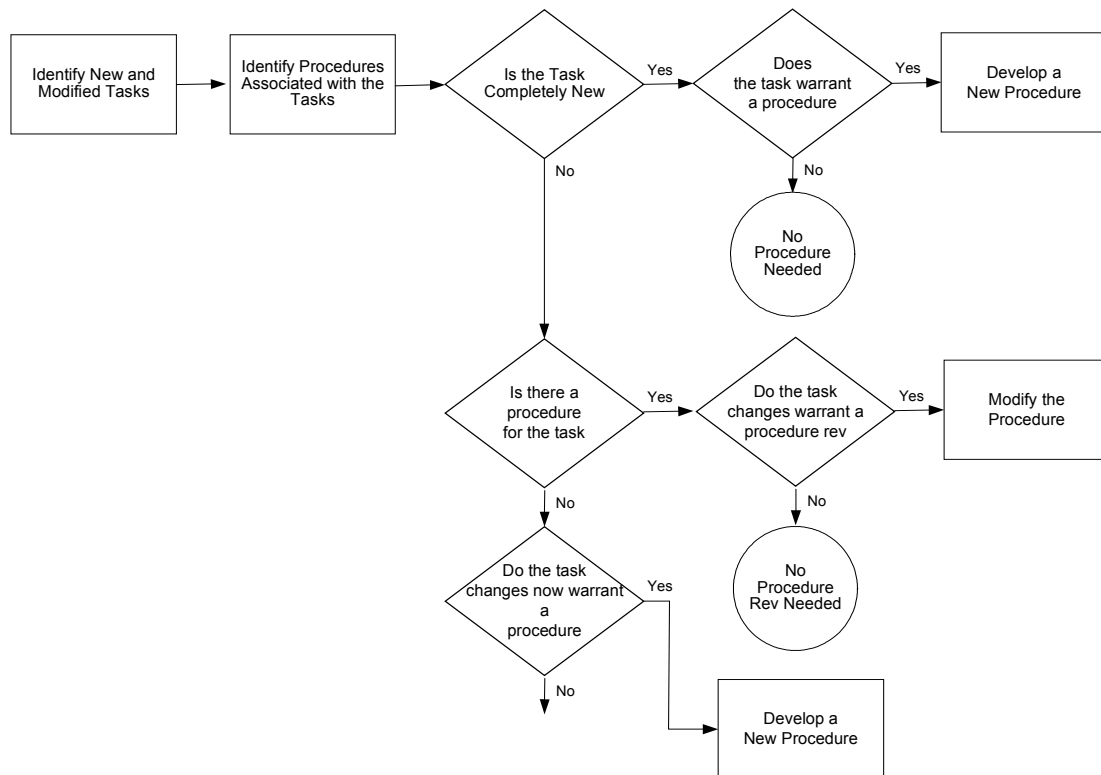 Identify New and
Modified Tasks
Identify Procedures
Associated with the
Tasks
Is the Task
Completely New
Yes
Does
the task warrant
a procedure
Yes
Develop a
New Procedure
No
No
No
Procedure
Needed
Is there a
procedure
for the task
Yes
Do the task
changes warrant a
procedure rev
Yes
Modify the
Procedure
No
No
Do the task
changes now warrant
a
procedure
Yes
No
Procedure
Rev Needed
No
Develop a
New Procedure